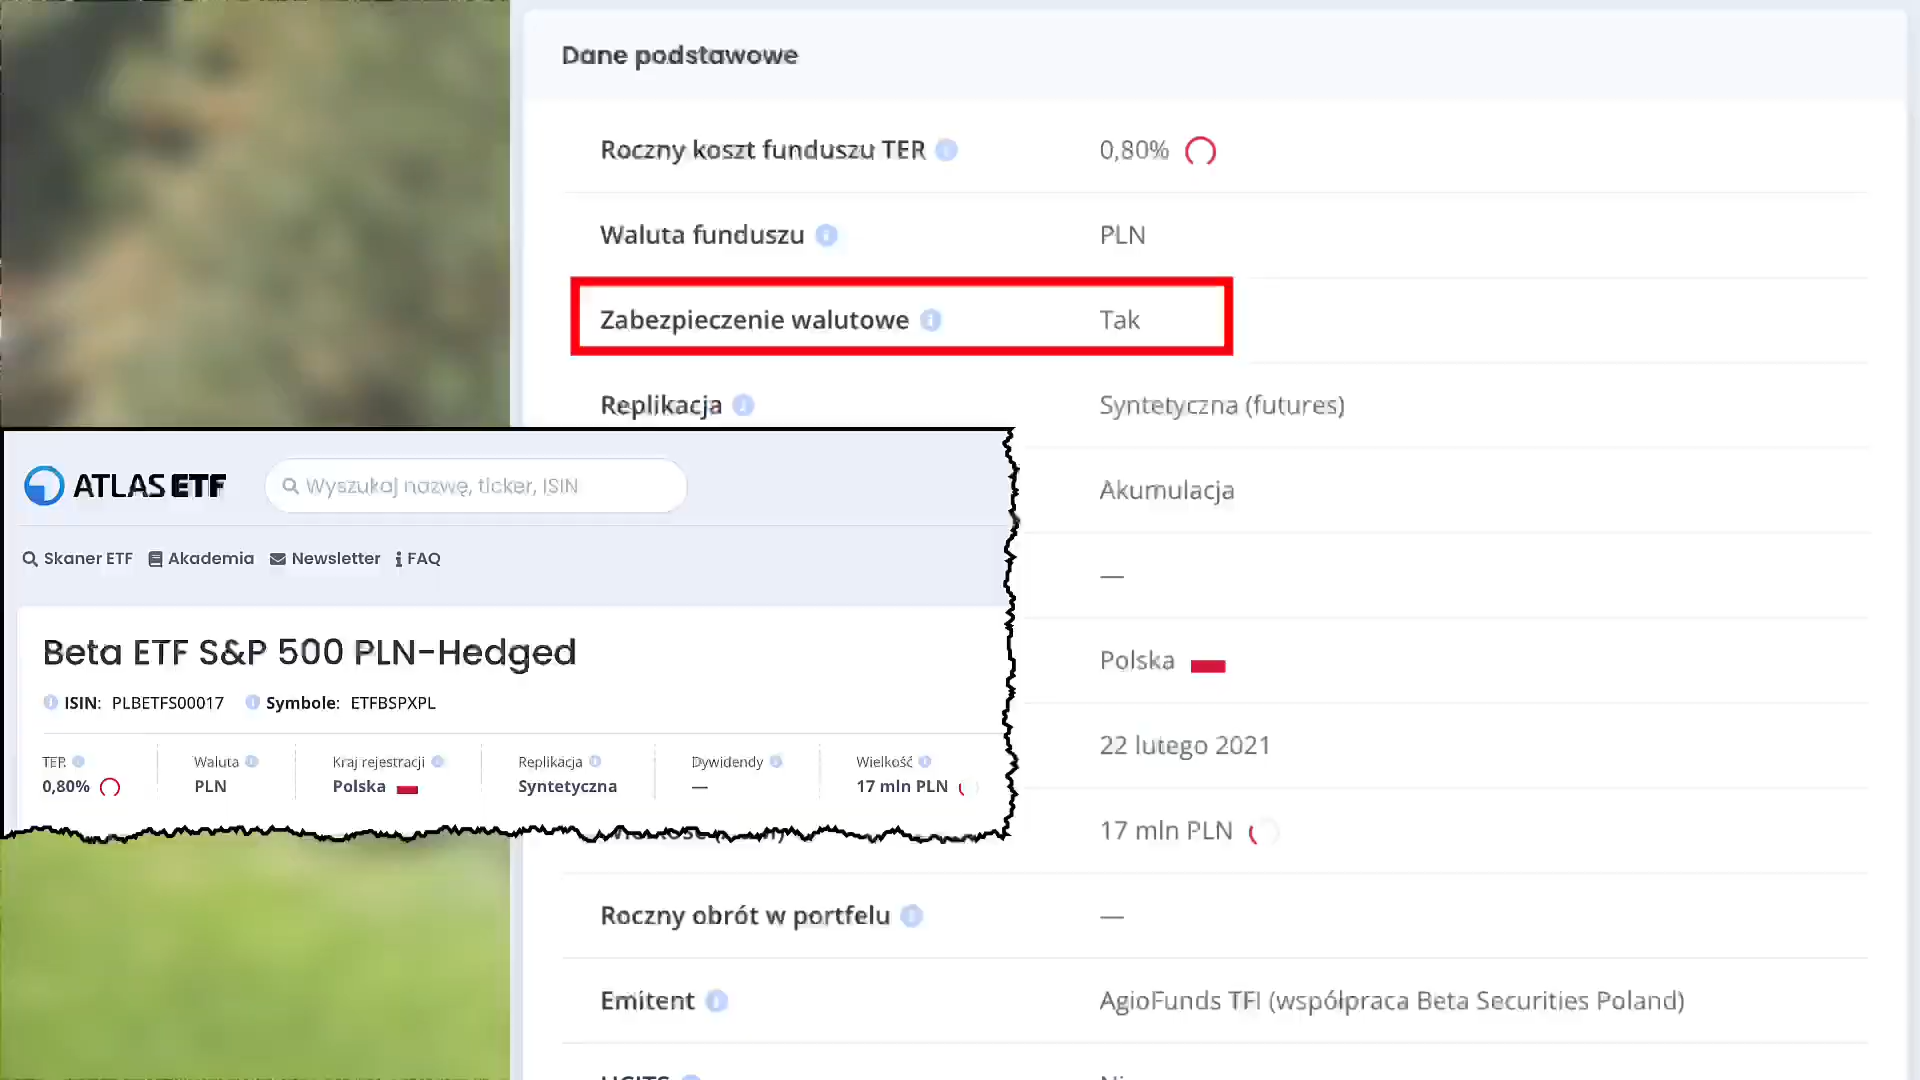 Dane podstawowe
Roczny koszt funduszu TER 0,80%
Waluta funduszu PLN
Zabezpieczenie walutowe Tak
Replikacja Syntetyczna (futures)
Akumulacja
—
Polska
22 lutego 2021
17 mln PLN
Roczny obrót w portfelu —
Emitent AgioFunds TFI (współpraca Beta Securities Poland)
ATLAS ETF
Wyszukaj nazwę, ticker, ISIN
Skaner ETF Akademia Newsletter FAQ
Beta ETF S&P 500 PLN-Hedged
ISIN: PLBETFS00017 Symbole: ETFBSPXPL
TER Waluta Kraj rejestracji Replikacja Dywidendy Wielkość
0,80% PLN Polska Syntetyczna — 17 mln PLN